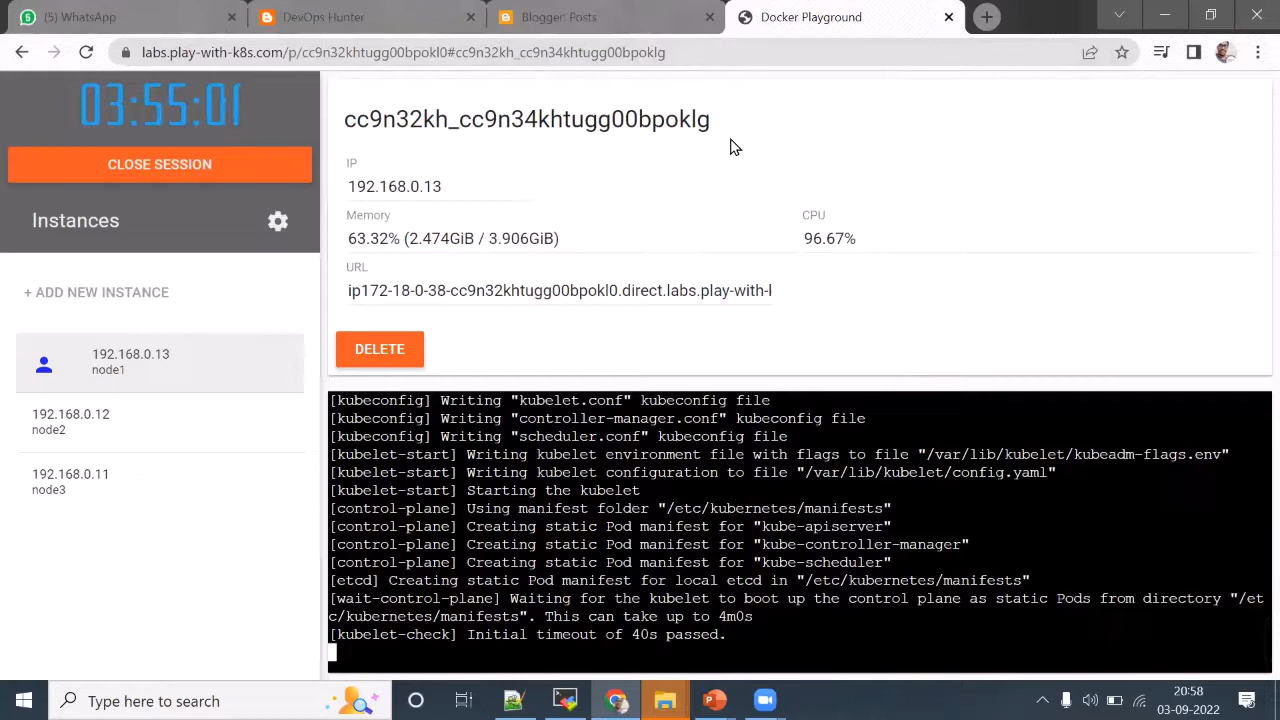 (5) WhatsApp
DevOps Hunter
Blogger: Posts
Docker Playground
labs.play-with-k8s.com/p/cc9n32khtugg00bpokl0#cc9n32kh_cc9n34khtugg00bpoklg
03:55:01
CLOSE SESSION
Instances
+ ADD NEW INSTANCE
192.168.0.13
node1
192.168.0.12
node2
192.168.0.11
node3
cc9n32kh_cc9n34khtugg00bpoklg
IP
192.168.0.13
Memory
63.32% (2.474GiB / 3.906GiB)
CPU
96.67%
URL
ip172-18-0-38-cc9n32khtugg00bpokl0.direct.labs.play-with-l
DELETE
[kubeconfig] Writing "kubelet.conf" kubeconfig file
[kubeconfig] Writing "controller-manager.conf" kubeconfig file
[kubeconfig] Writing "scheduler.conf" kubeconfig file
[kubelet-start] Writing kubelet environment file with flags to file "/var/lib/kubelet/kubeadm-flags.env"
[kubelet-start] Writing kubelet configuration to file "/var/lib/kubelet/config.yaml"
[kubelet-start] Starting the kubelet
[control-plane] Using manifest folder "/etc/kubernetes/manifests"
[control-plane] Creating static Pod manifest for "kube-apiserver"
[control-plane] Creating static Pod manifest for "kube-controller-manager"
[control-plane] Creating static Pod manifest for "kube-scheduler"
[etcd] Creating static Pod manifest for local etcd in "/etc/kubernetes/manifests"
[wait-control-plane] Waiting for the kubelet to boot up the control plane as static Pods from directory "/et
c/kubernetes/manifests". This can take up to 4m0s
[kubelet-check] Initial timeout of 40s passed.
Type here to search
20:58
03-09-2022